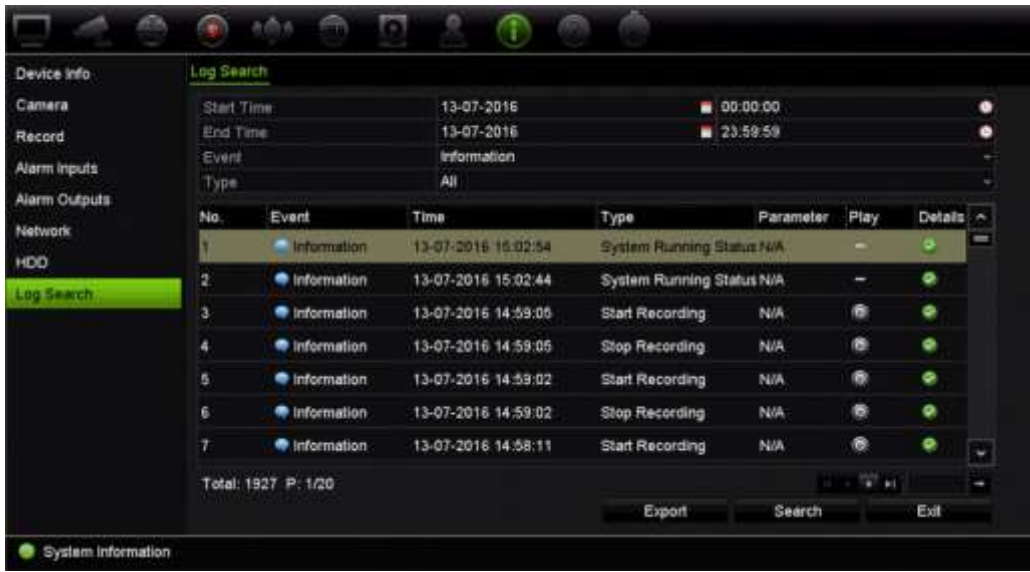 Device Info
Camera
Record
Alarm Inputs
Alarm Outputs
Network
HDD
Log Search
Log Search
Start Time 13-07-2016 00:00:00
End Time 13-07-2016 23:59:59
Event Information
Type All
No. Event Time Type Parameter Play Details
1 Information 13-07-2016 15:02:54 System Running Status N/A
2 Information 13-07-2016 15:02:44 System Running Status N/A
3 Information 13-07-2016 14:59:05 Start Recording N/A
4 Information 13-07-2016 14:59:05 Stop Recording N/A
5 Information 13-07-2016 14:59:02 Start Recording N/A
6 Information 13-07-2016 14:59:02 Stop Recording N/A
7 Information 13-07-2016 14:58:11 Start Recording N/A
Total: 1927 P: 1/20
Export Search Exit
System Information